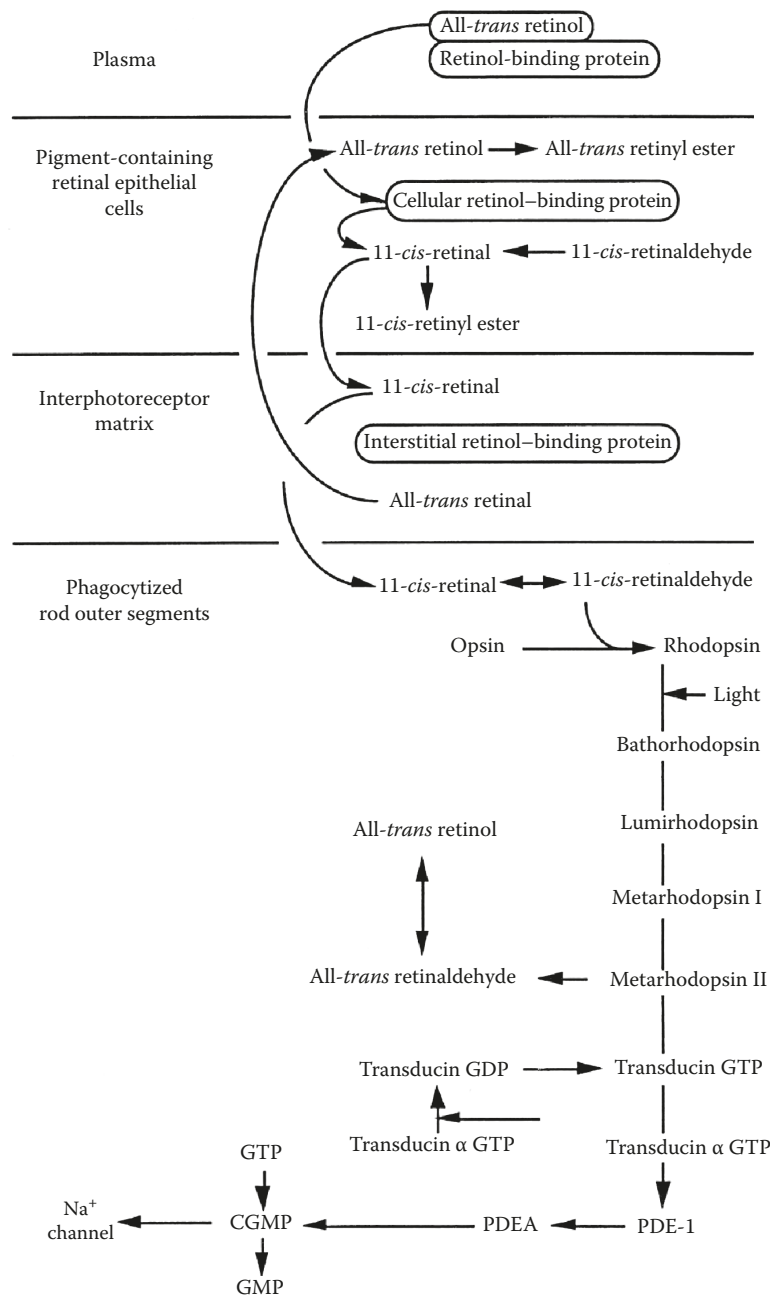 All-trans retinol
Retinol-binding protein
Plasma
Pigment-containing
retinal epithelial
cells
All-trans retinol
All-trans retinyl ester
Cellular retinol–binding protein
11-cis-retinal
11-cis-retinaldehyde
11-cis-retinyl ester
Interphotoreceptor
matrix
11-cis-retinal
Interstitial retinol–binding protein
All-trans retinal
Phagocytized
rod outer segments
11-cis-retinal
11-cis-retinaldehyde
Opsin
Rhodopsin
Light
Bathorhodopsin
Lumirhodopsin
All-trans retinol
Metarhodopsin I
All-trans retinaldehyde
Metarhodopsin II
Transducin GDP
Transducin GTP
Transducin α GTP
Transducin α GTP
GTP
Na+
channel
CGMP
PDEA
PDE-1
GMP